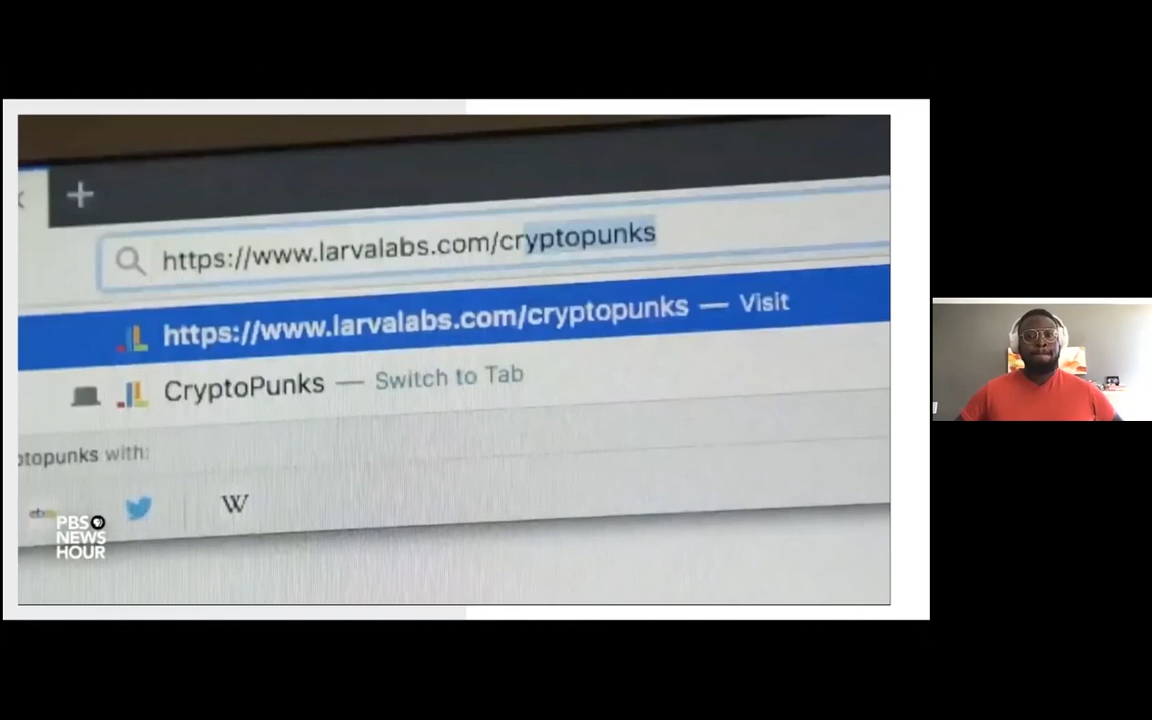 https://www.larvalabs.com/cryptopunks
https://www.larvalabs.com/cryptopunks — Visit
CryptoPunks — Switch to Tab
ptopunks with:
W
PBS
NEWS
HOUR